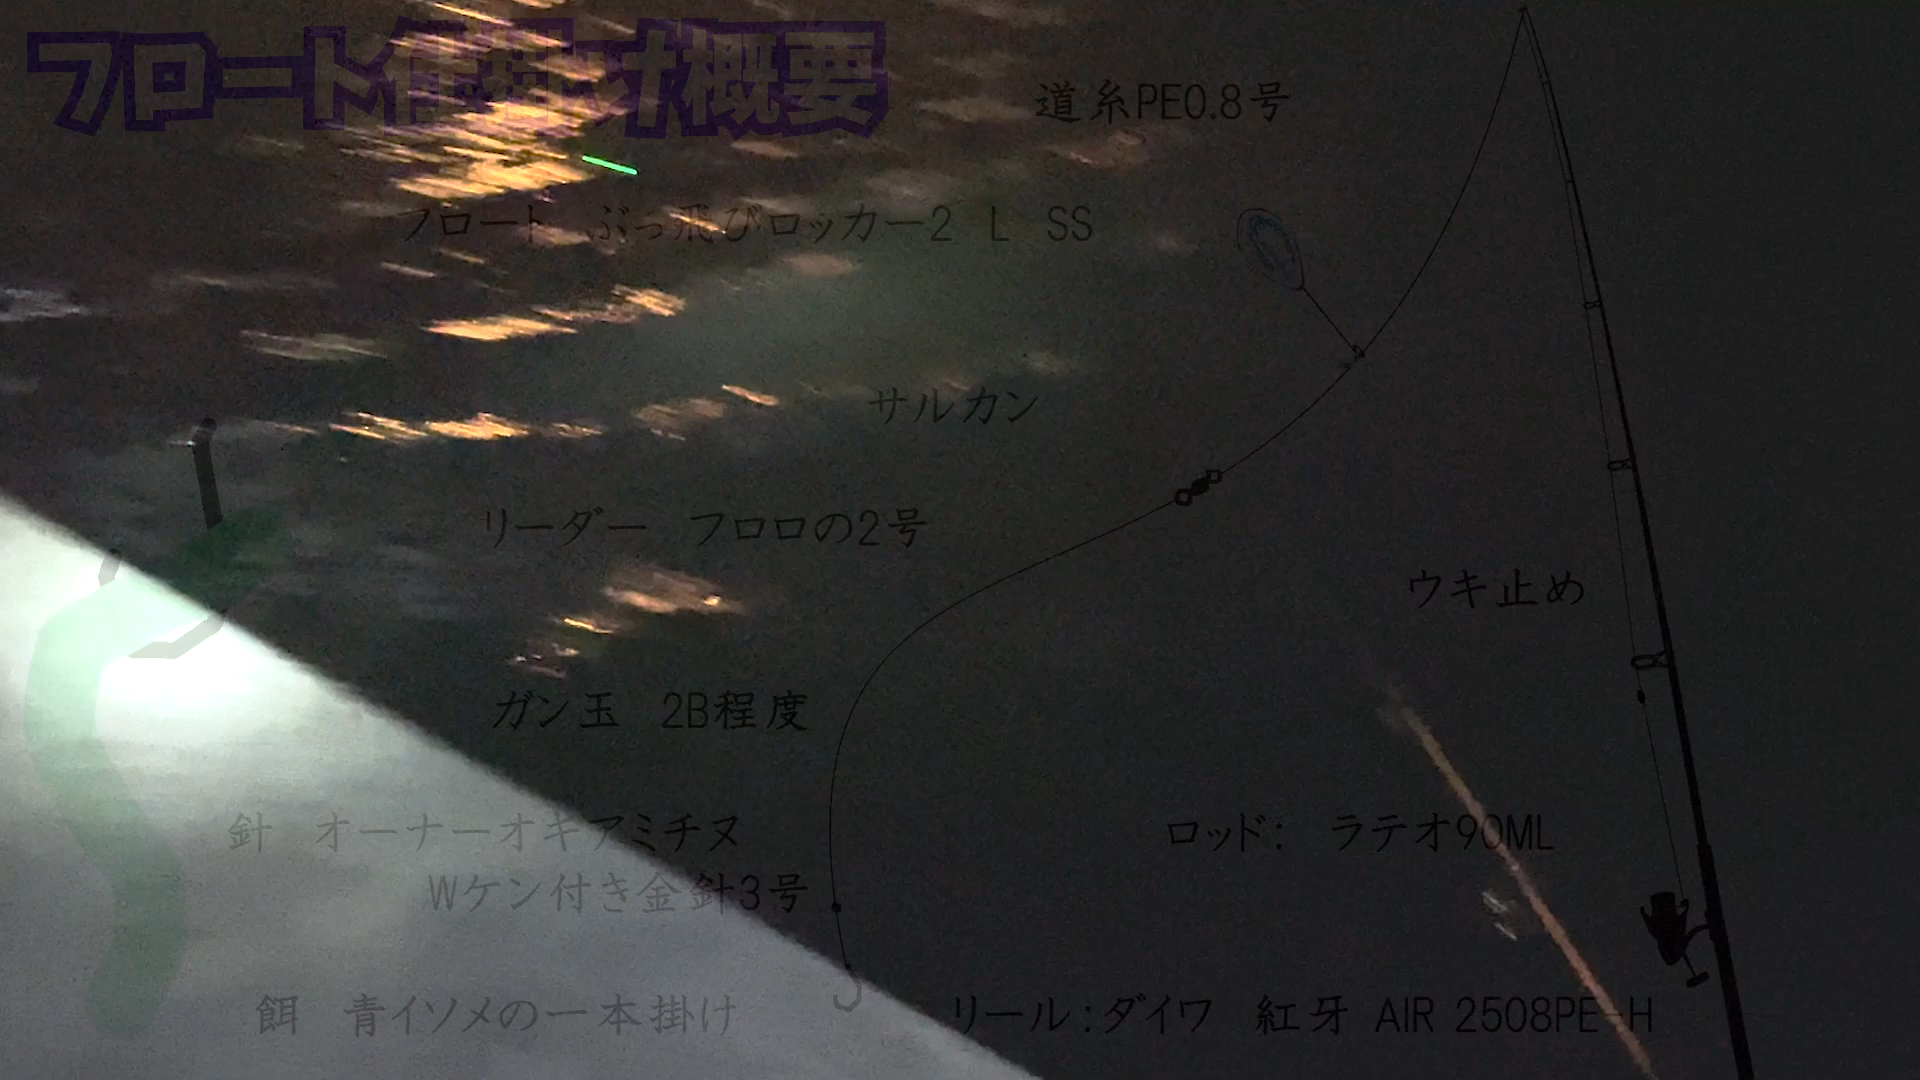 フロート仕掛け概要
道糸PE0.8号
フロート ぶっ飛びロッカー2 L SS
サルカン
リーダー フロロの2号
ウキ止め
ガン玉 2B程度
針 オーナーオキアミチヌ
Wケン付き金針3号
ロッド: ラテオ90ML
餌 青イソメの一本掛け
リール:ダイワ 紅牙 AIR 2508PE-H